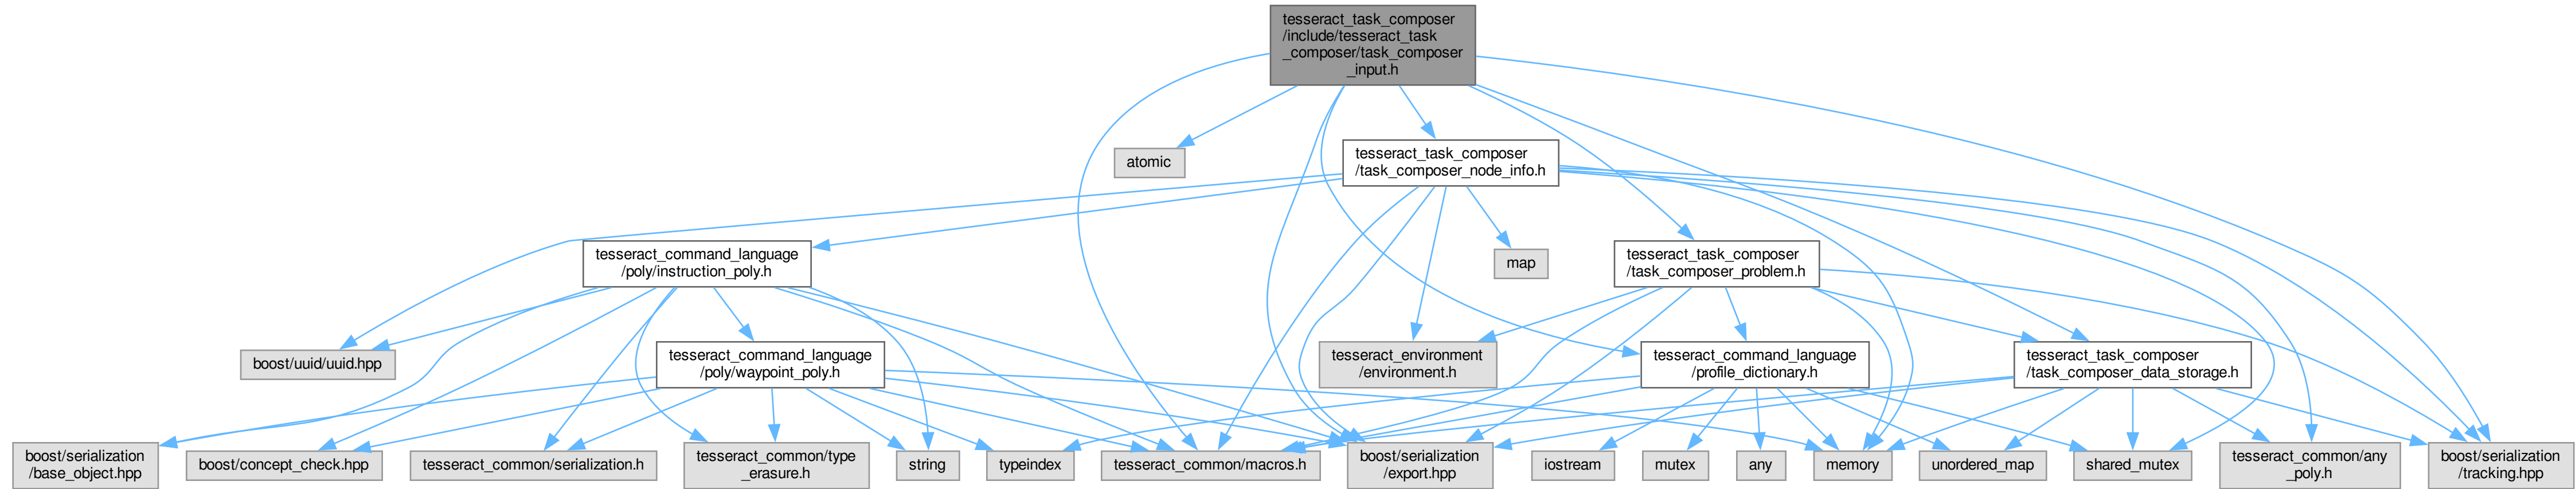 tesseract_task_composer
/include/tesseract_task
_composer/task_composer
_input.h
atomic
tesseract_task_composer
/task_composer_node_info.h
tesseract_command_language
/poly/instruction_poly.h
map
tesseract_task_composer
/task_composer_problem.h
boost/uuid/uuid.hpp
tesseract_command_language
/poly/waypoint_poly.h
tesseract_environment
/environment.h
tesseract_command_language
/profile_dictionary.h
tesseract_task_composer
/task_composer_data_storage.h
boost/serialization
/base_object.hpp
boost/concept_check.hpp
tesseract_common/serialization.h
tesseract_common/type
_erasure.h
string
typeindex
tesseract_common/macros.h
boost/serialization
/export.hpp
iostream
mutex
any
memory
unordered_map
shared_mutex
tesseract_common/any
_poly.h
boost/serialization
/tracking.hpp